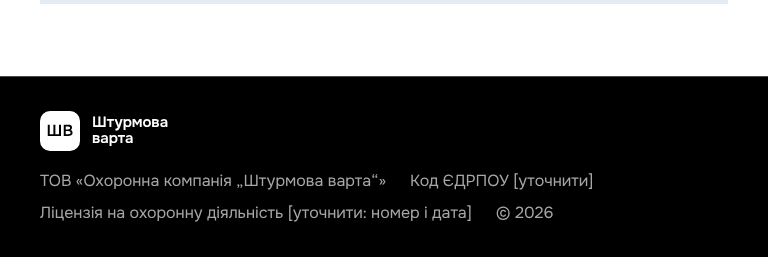 ШВ
Штурмова
варта
ТОВ «Охоронна компанія „Штурмова варта“» Код ЄДРПОУ [уточнити]
Ліцензія на охоронну діяльність [уточнити: номер і дата] © 2026